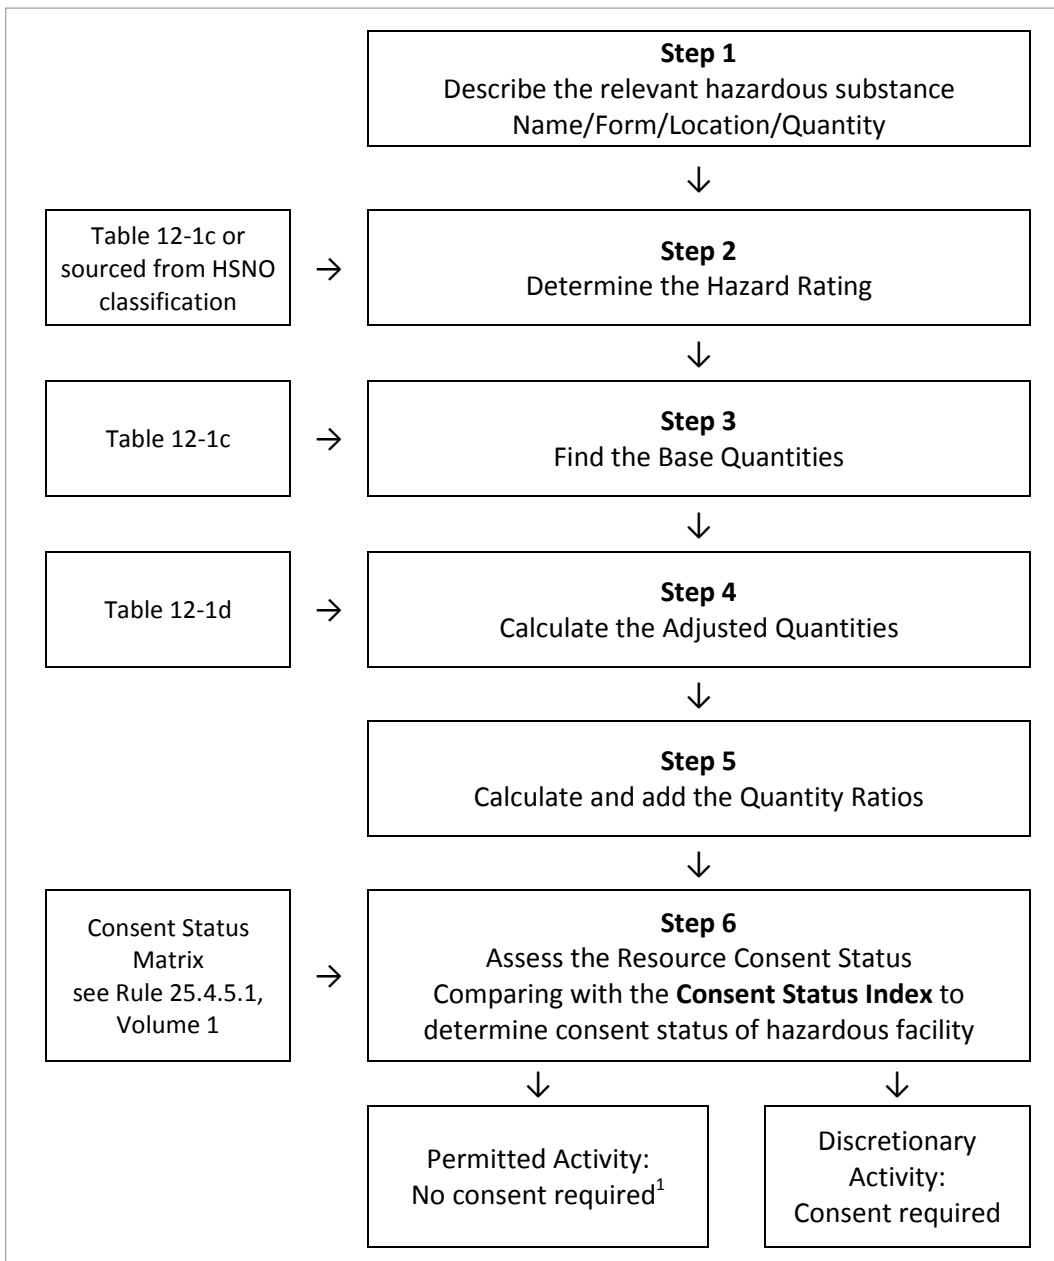 Step 1
Describe the relevant hazardous substance
Name/Form/Location/Quantity
↓
Table 12-1c or
sourced from HSNO
classification
→
Step 2
Determine the Hazard Rating
↓
Table 12-1c
→
Step 3
Find the Base Quantities
↓
Table 12-1d
→
Step 4
Calculate the Adjusted Quantities
↓
Step 5
Calculate and add the Quantity Ratios
↓
Consent Status
Matrix
see Rule 25.4.5.1,
Volume 1
→
Step 6
Assess the Resource Consent Status
Comparing with the Consent Status Index to
determine consent status of hazardous facility
↓
↓
Permitted Activity:
No consent required¹
Discretionary
Activity:
Consent required